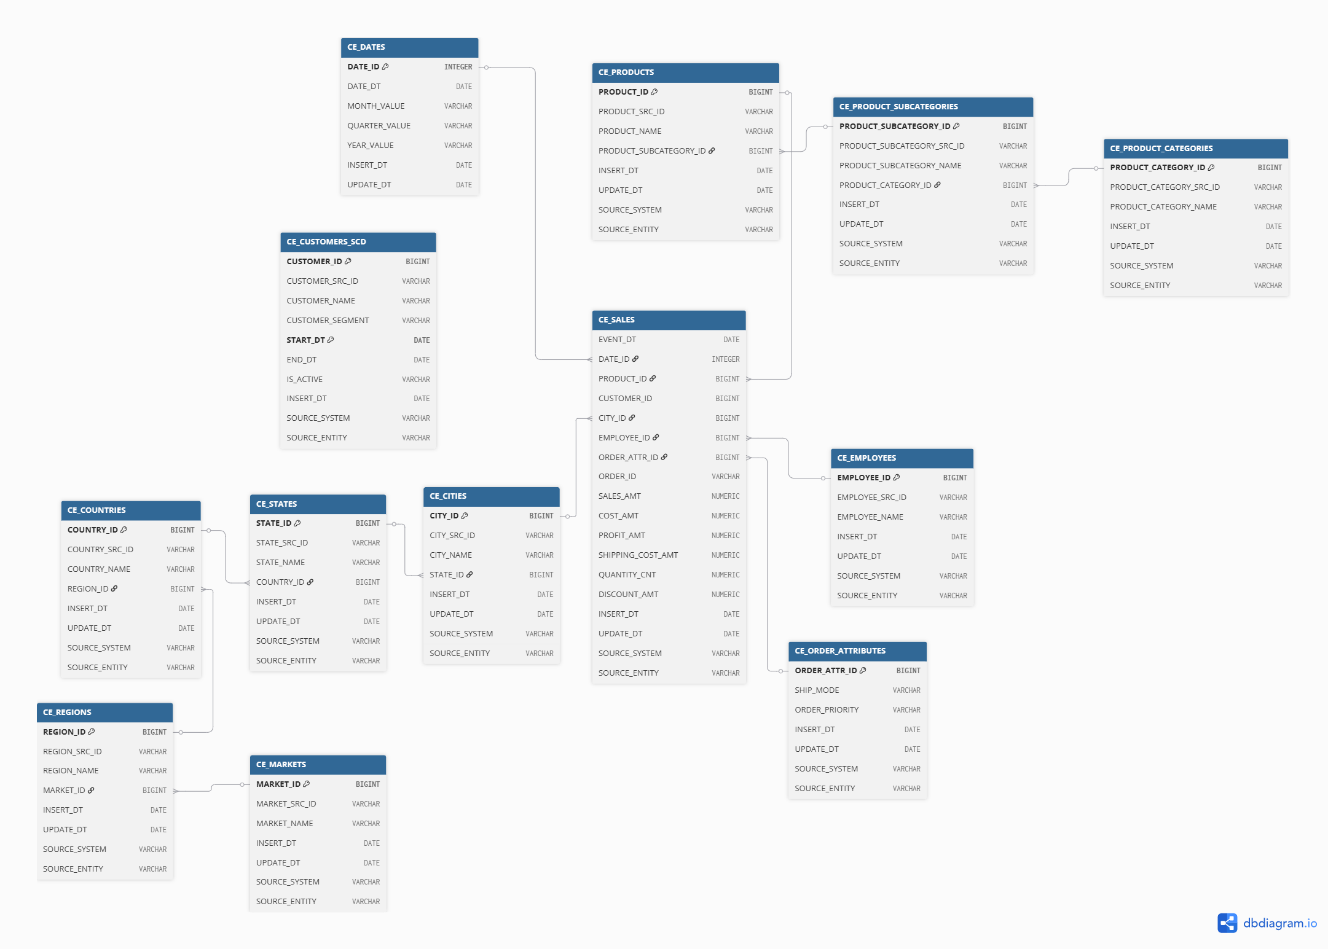 CE_DATES
DATE_ID INTEGER
DATE_DT DATE
MONTH_VALUE VARCHAR
QUARTER_VALUE VARCHAR
YEAR_VALUE VARCHAR
INSERT_DT DATE
UPDATE_DT DATE
CE_PRODUCTS
PRODUCT_ID BIGINT
PRODUCT_SRC_ID VARCHAR
PRODUCT_NAME VARCHAR
PRODUCT_SUBCATEGORY_ID BIGINT
INSERT_DT DATE
UPDATE_DT DATE
SOURCE_SYSTEM VARCHAR
SOURCE_ENTITY VARCHAR
CE_PRODUCT_SUBCATEGORIES
PRODUCT_SUBCATEGORY_ID BIGINT
PRODUCT_SUBCATEGORY_SRC_ID VARCHAR
PRODUCT_SUBCATEGORY_NAME VARCHAR
PRODUCT_CATEGORY_ID BIGINT
INSERT_DT DATE
UPDATE_DT DATE
SOURCE_SYSTEM VARCHAR
SOURCE_ENTITY VARCHAR
CE_PRODUCT_CATEGORIES
PRODUCT_CATEGORY_ID BIGINT
PRODUCT_CATEGORY_SRC_ID VARCHAR
PRODUCT_CATEGORY_NAME VARCHAR
INSERT_DT DATE
UPDATE_DT DATE
SOURCE_SYSTEM VARCHAR
SOURCE_ENTITY VARCHAR
CE_CUSTOMERS_SCD
CUSTOMER_ID BIGINT
CUSTOMER_SRC_ID VARCHAR
CUSTOMER_NAME VARCHAR
CUSTOMER_SEGMENT VARCHAR
START_DT DATE
END_DT DATE
IS_ACTIVE VARCHAR
INSERT_DT DATE
SOURCE_SYSTEM VARCHAR
SOURCE_ENTITY VARCHAR
CE_SALES
EVENT_DT DATE
DATE_ID INTEGER
PRODUCT_ID BIGINT
CUSTOMER_ID BIGINT
CITY_ID BIGINT
EMPLOYEE_ID BIGINT
ORDER_ATTR_ID BIGINT
ORDER_ID VARCHAR
SALES_AMT NUMERIC
COST_AMT NUMERIC
PROFIT_AMT NUMERIC
SHIPPING_COST_AMT NUMERIC
QUANTITY_CNT NUMERIC
DISCOUNT_AMT NUMERIC
INSERT_DT DATE
UPDATE_DT DATE
SOURCE_SYSTEM VARCHAR
SOURCE_ENTITY VARCHAR
CE_EMPLOYEES
EMPLOYEE_ID BIGINT
EMPLOYEE_SRC_ID VARCHAR
EMPLOYEE_NAME VARCHAR
INSERT_DT DATE
UPDATE_DT DATE
SOURCE_SYSTEM VARCHAR
SOURCE_ENTITY VARCHAR
CE_COUNTRIES
COUNTRY_ID BIGINT
COUNTRY_SRC_ID VARCHAR
COUNTRY_NAME VARCHAR
REGION_ID BIGINT
INSERT_DT DATE
UPDATE_DT DATE
SOURCE_SYSTEM VARCHAR
SOURCE_ENTITY VARCHAR
CE_STATES
STATE_ID BIGINT
STATE_SRC_ID VARCHAR
STATE_NAME VARCHAR
COUNTRY_ID BIGINT
INSERT_DT DATE
UPDATE_DT DATE
SOURCE_SYSTEM VARCHAR
SOURCE_ENTITY VARCHAR
CE_CITIES
CITY_ID BIGINT
CITY_SRC_ID VARCHAR
CITY_NAME VARCHAR
STATE_ID BIGINT
INSERT_DT DATE
UPDATE_DT DATE
SOURCE_SYSTEM VARCHAR
SOURCE_ENTITY VARCHAR
CE_ORDER_ATTRIBUTES
ORDER_ATTR_ID BIGINT
SHIP_MODE VARCHAR
ORDER_PRIORITY VARCHAR
INSERT_DT DATE
UPDATE_DT DATE
SOURCE_SYSTEM VARCHAR
SOURCE_ENTITY VARCHAR
CE_REGIONS
REGION_ID BIGINT
REGION_SRC_ID VARCHAR
REGION_NAME VARCHAR
MARKET_ID BIGINT
INSERT_DT DATE
UPDATE_DT DATE
SOURCE_SYSTEM VARCHAR
SOURCE_ENTITY VARCHAR
CE_MARKETS
MARKET_ID BIGINT
MARKET_SRC_ID VARCHAR
MARKET_NAME VARCHAR
INSERT_DT DATE
UPDATE_DT DATE
SOURCE_SYSTEM VARCHAR
SOURCE_ENTITY VARCHAR
dbdiagram.io